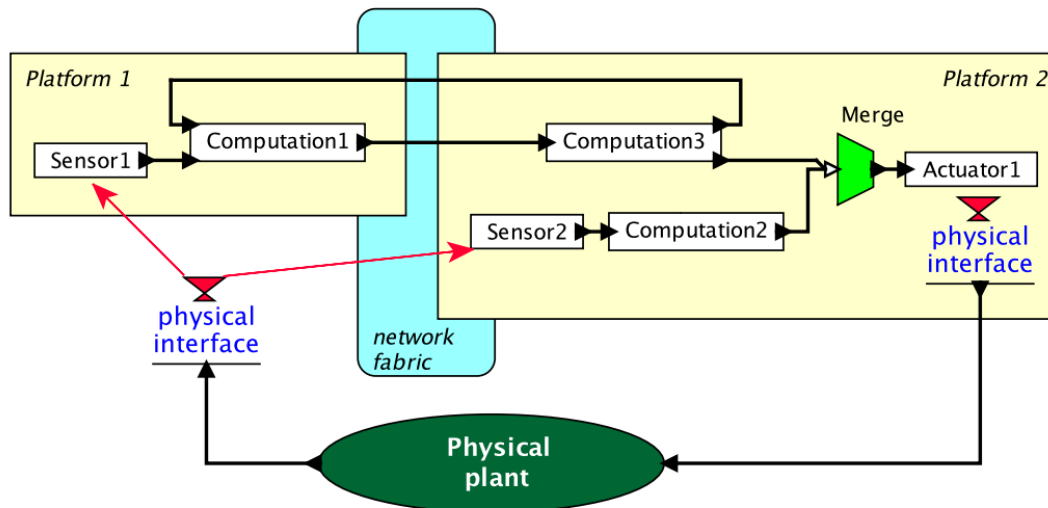 Platform 1
Platform 2
Merge
Computation1
Computation3
Sensor1
Actuator1
Sensor2
Computation2
physical
interface
physical
interface
network
fabric
Physical
plant